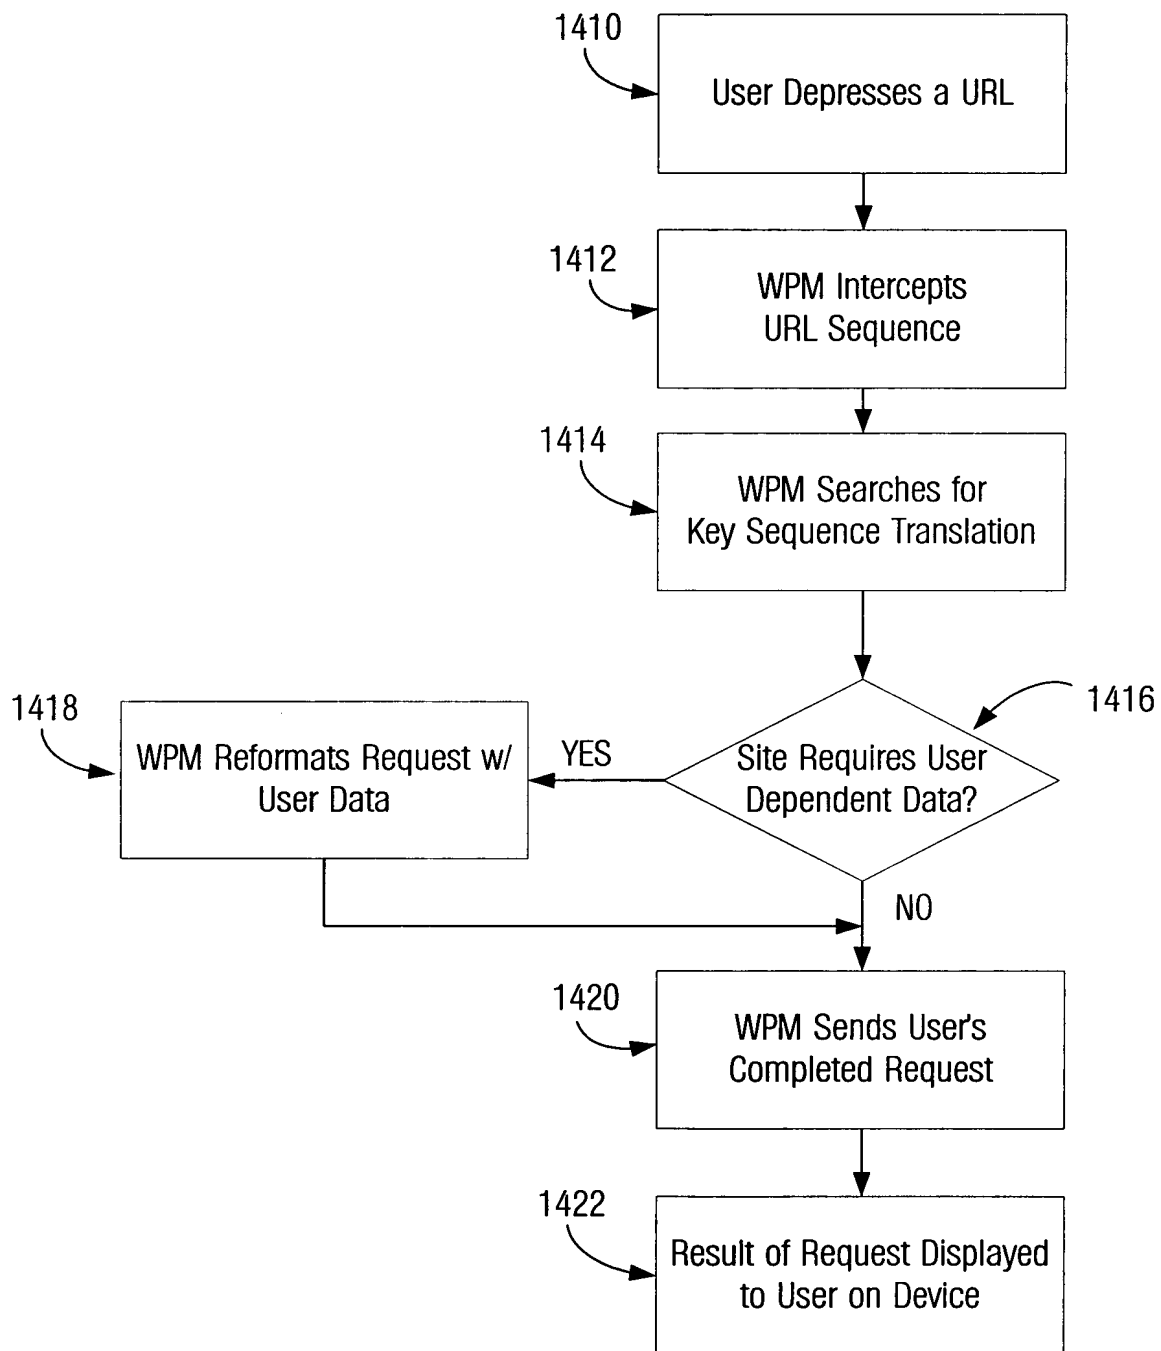 1410
User Depresses a URL
1412
WPM Intercepts
URL Sequence
1414
WPM Searches for
Key Sequence Translation
1416
Site Requires User
Dependent Data?
YES
1418
WPM Reformats Request w/
User Data
NO
1420
WPM Sends User's
Completed Request
1422
Result of Request Displayed
to User on Device